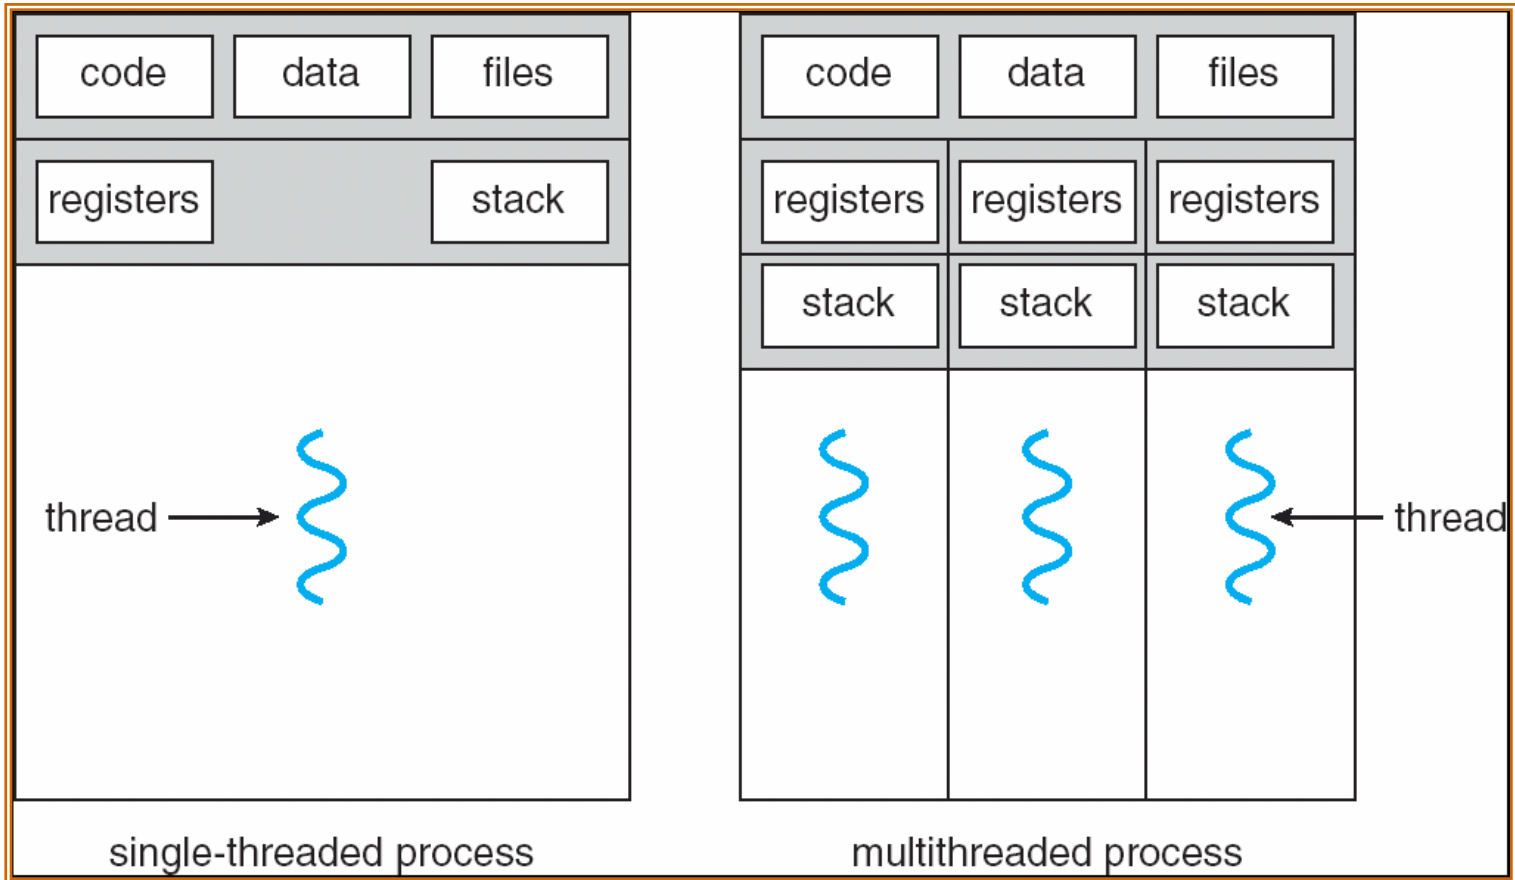 code data files
registers stack
thread
single-threaded process
code data files
registers registers registers
stack stack stack
thread
multithreaded process